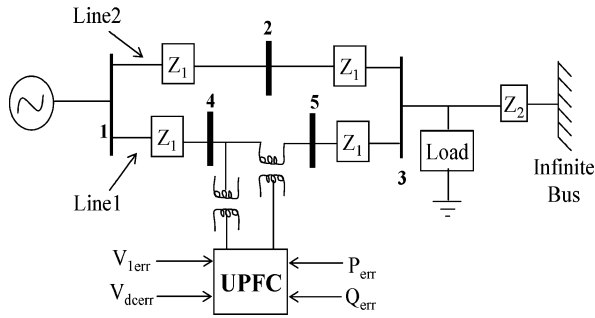 Line2
2
Z1
Z1
4
5
1
Z1
Z1
Z2
Load
3
Infinite
Bus
Line1
V1err
Perr
UPFC
Vdcerr
Qerr